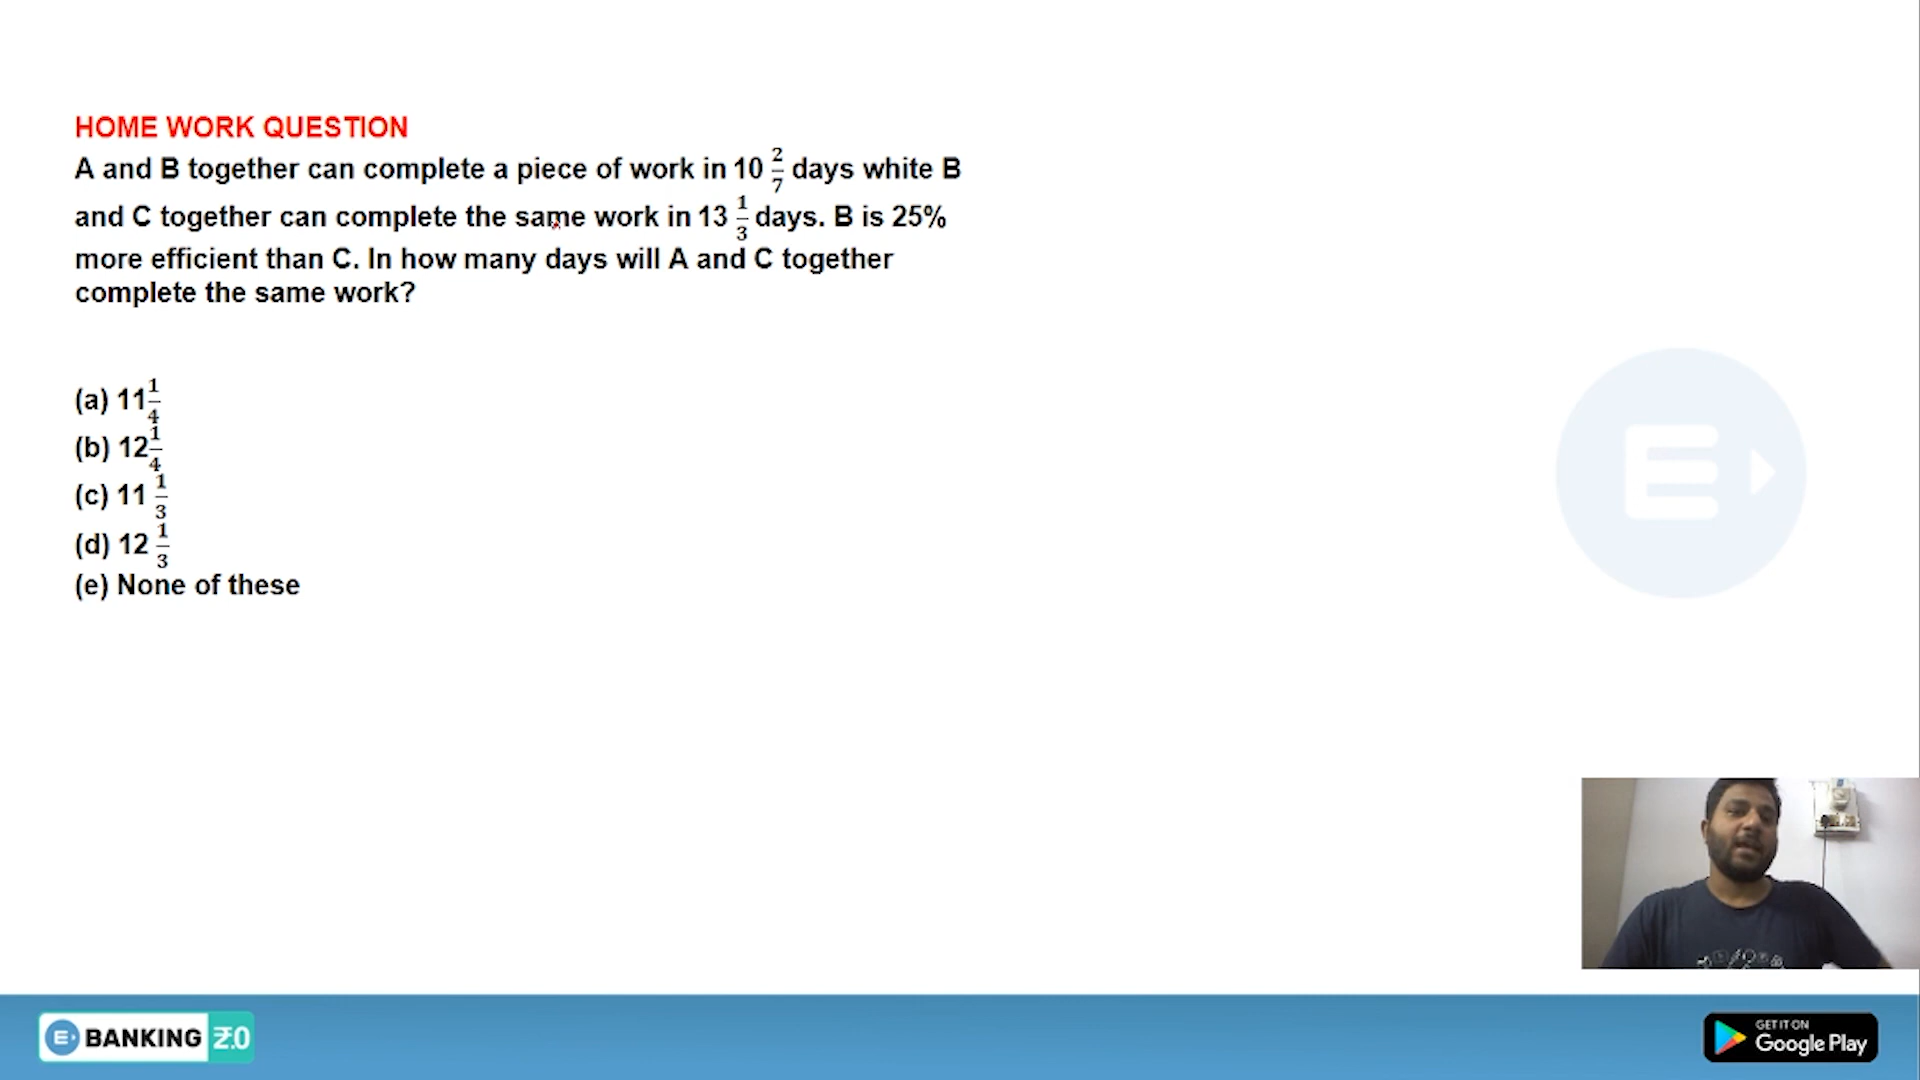 HOME WORK QUESTION
A and B together can complete a piece of work in 10 2/7 days white B
and C together can complete the same work in 13 1/3 days. B is 25%
more efficient than C. In how many days will A and C together
complete the same work?
(a) 11 1/4
(b) 12 1/4
(c) 11 1/3
(d) 12 1/3
(e) None of these
E BANKING ₹.0
GET IT ON
Google Play